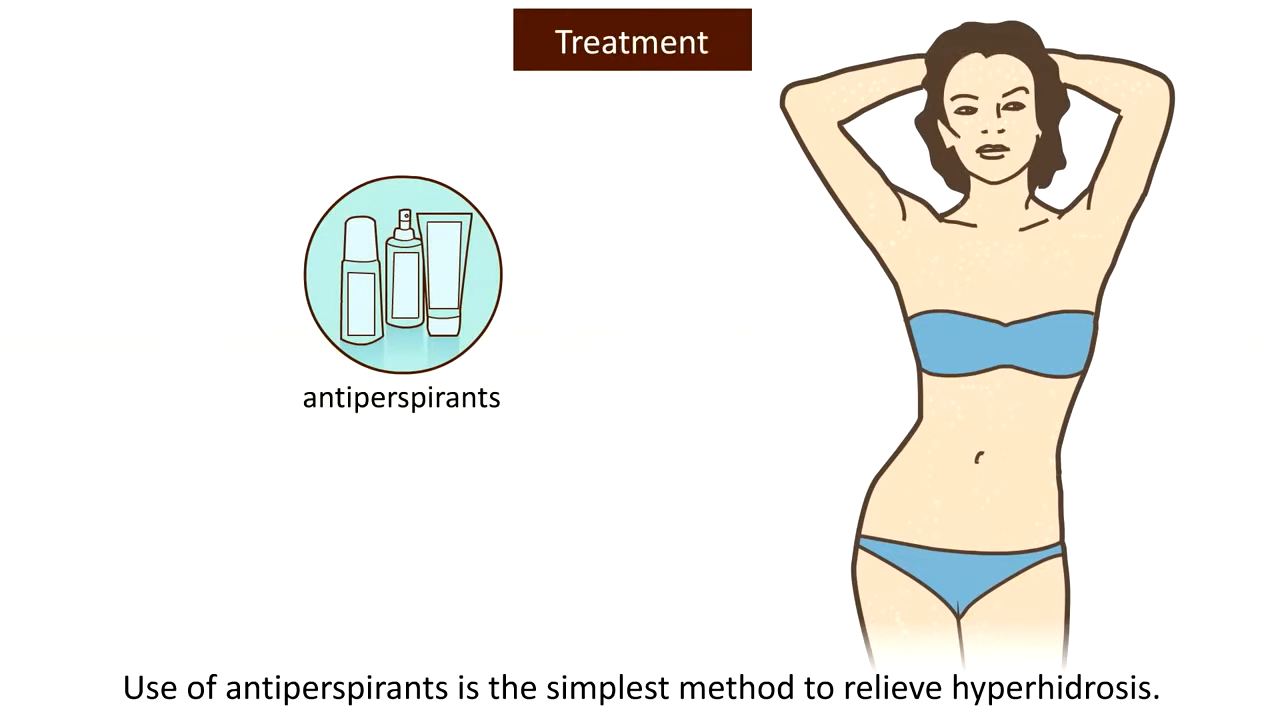 Treatment
antiperspirants
Use of antiperspirants is the simplest method to relieve hyperhidrosis.